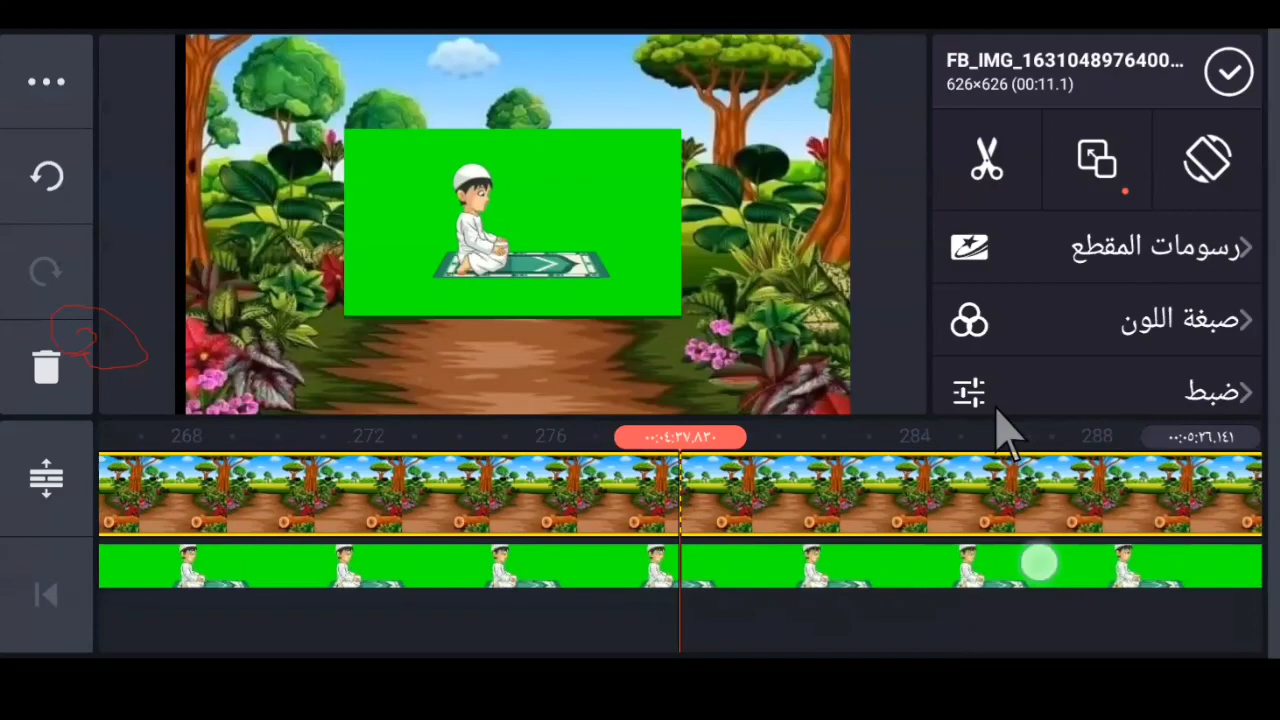 FB_IMG_1631048976400...
626×626 (00:11.1)
رسومات المقطع
صبغة اللون
ضبط
268
272
276
٠٠:٠٤:٣٧,٨٣٠
284
288
٠٠:٠٥:٢٦,١٤١